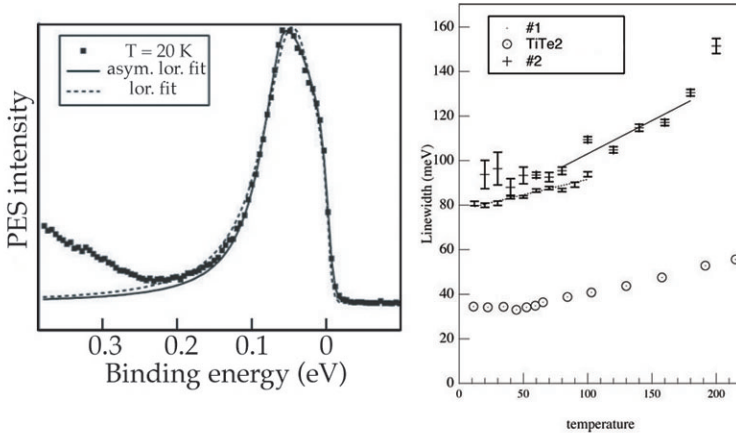 T = 20 K
asym. lor. fit
lor. fit
PES intensity
0.3
0.2
0.1
0
Binding energy (eV)
#1
TiTe2
#2
Linewidth (meV)
160
140
120
100
80
60
40
20
0
0
50
100
150
200
temperature